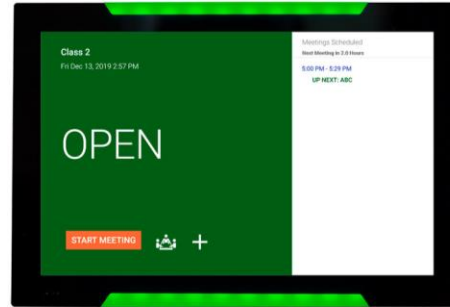 Class 2
Fri Dec 13, 2019 2:57 PM
OPEN
START MEETING
Meetings Scheduled
Next Meeting In 2.0 Hours
5:00 PM - 5:29 PM
UP NEXT: ABC